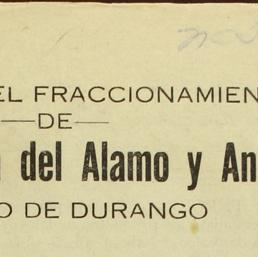 EL FRACCIONAMIEN
—DE—
del Alamo y An
O DE DURANGO